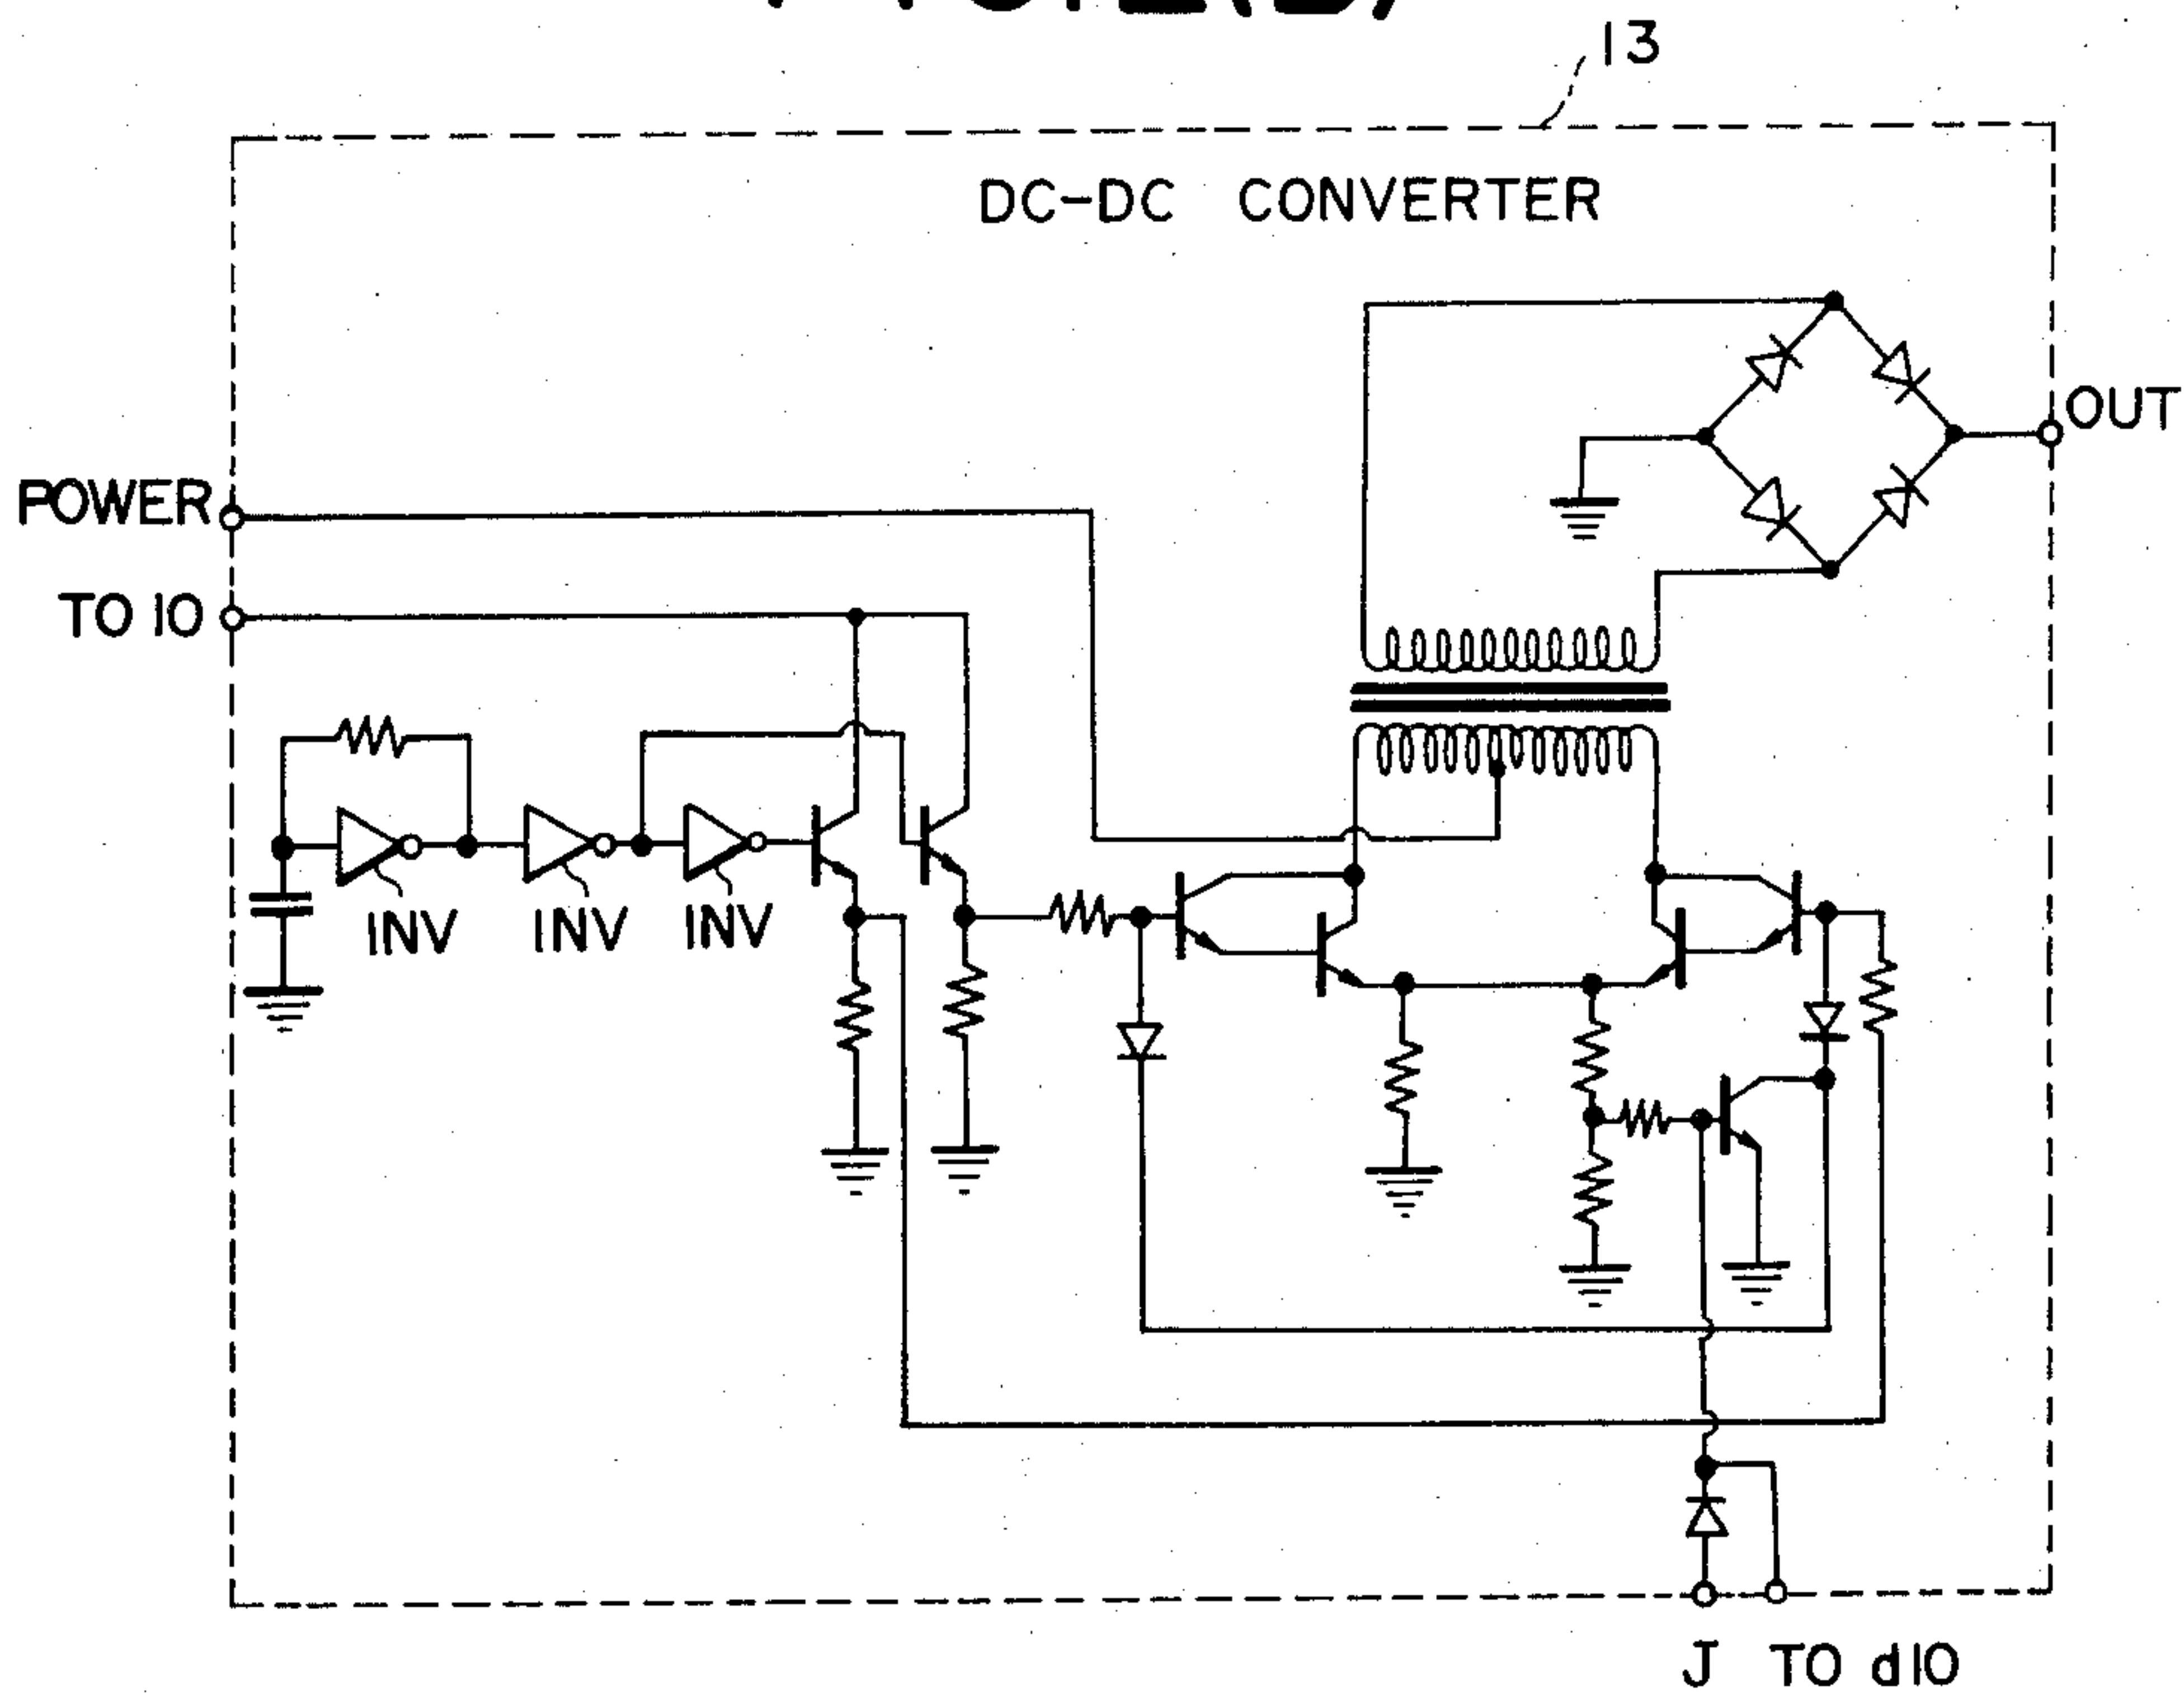 13
DC-DC CONVERTER
OUT
POWER
TO 10
INV
INV
INV
J
TO d10